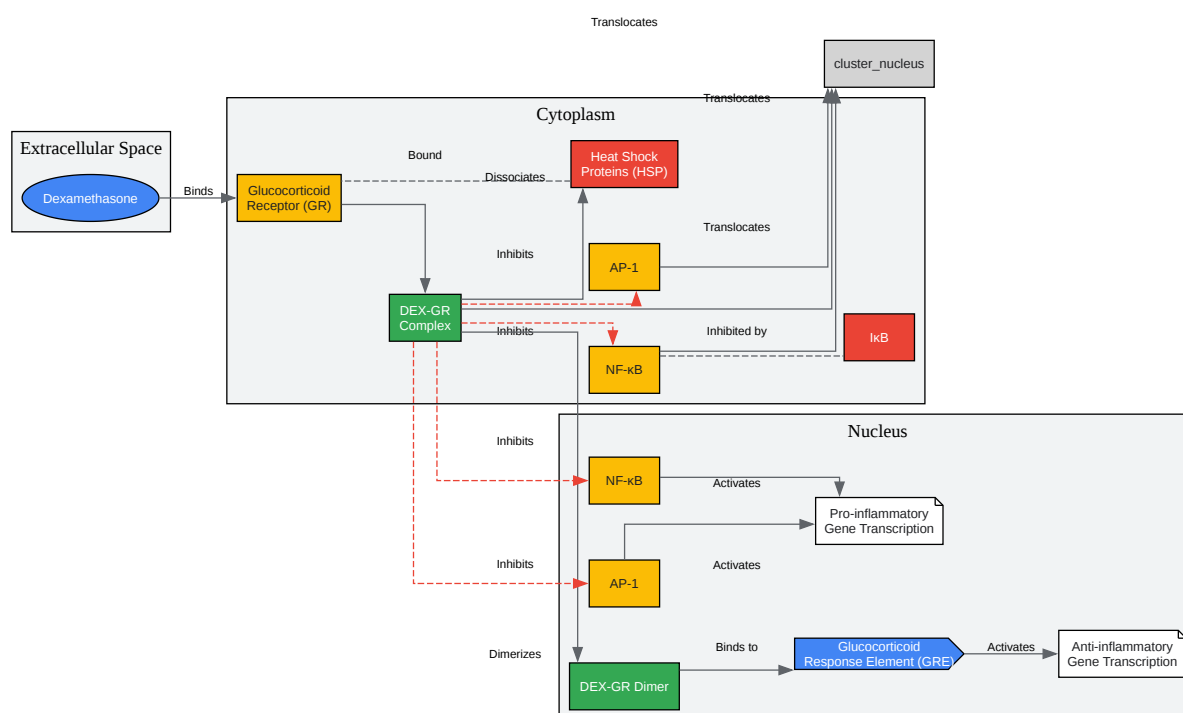 Translocates
cluster_nucleus
Translocates
Cytoplasm
Extracellular Space
Bound
Heat Shock
Proteins (HSP)
Dissociates
Dexamethasone
Binds
Glucocorticoid
Receptor (GR)
Translocates
Inhibits
AP-1
DEX-GR
Complex
Inhibits
Inhibited by
IκB
NF-κB
Nucleus
Inhibits
NF-κB
Activates
Pro-inflammatory
Gene Transcription
Inhibits
Activates
AP-1
Dimerizes
Binds to
Glucocorticoid
Response Element (GRE)
Activates
Anti-inflammatory
Gene Transcription
DEX-GR Dimer